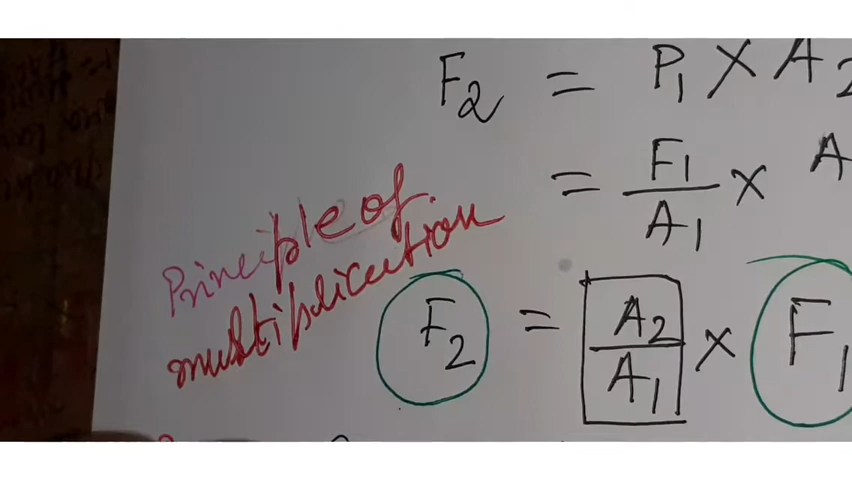 F₂ = P₁ × A₂
= F₁/A₁ × A
Principle of
multiplication
F₂ = A₂/A₁ × F₁